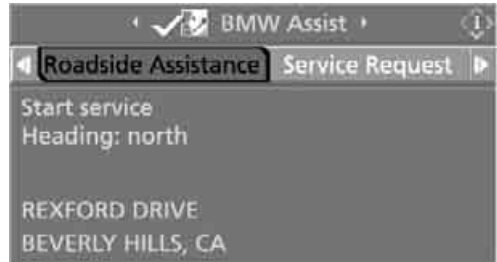 BMW Assist
Roadside Assistance Service Request
Start service
Heading: north
REXFORD DRIVE
BEVERLY HILLS, CA